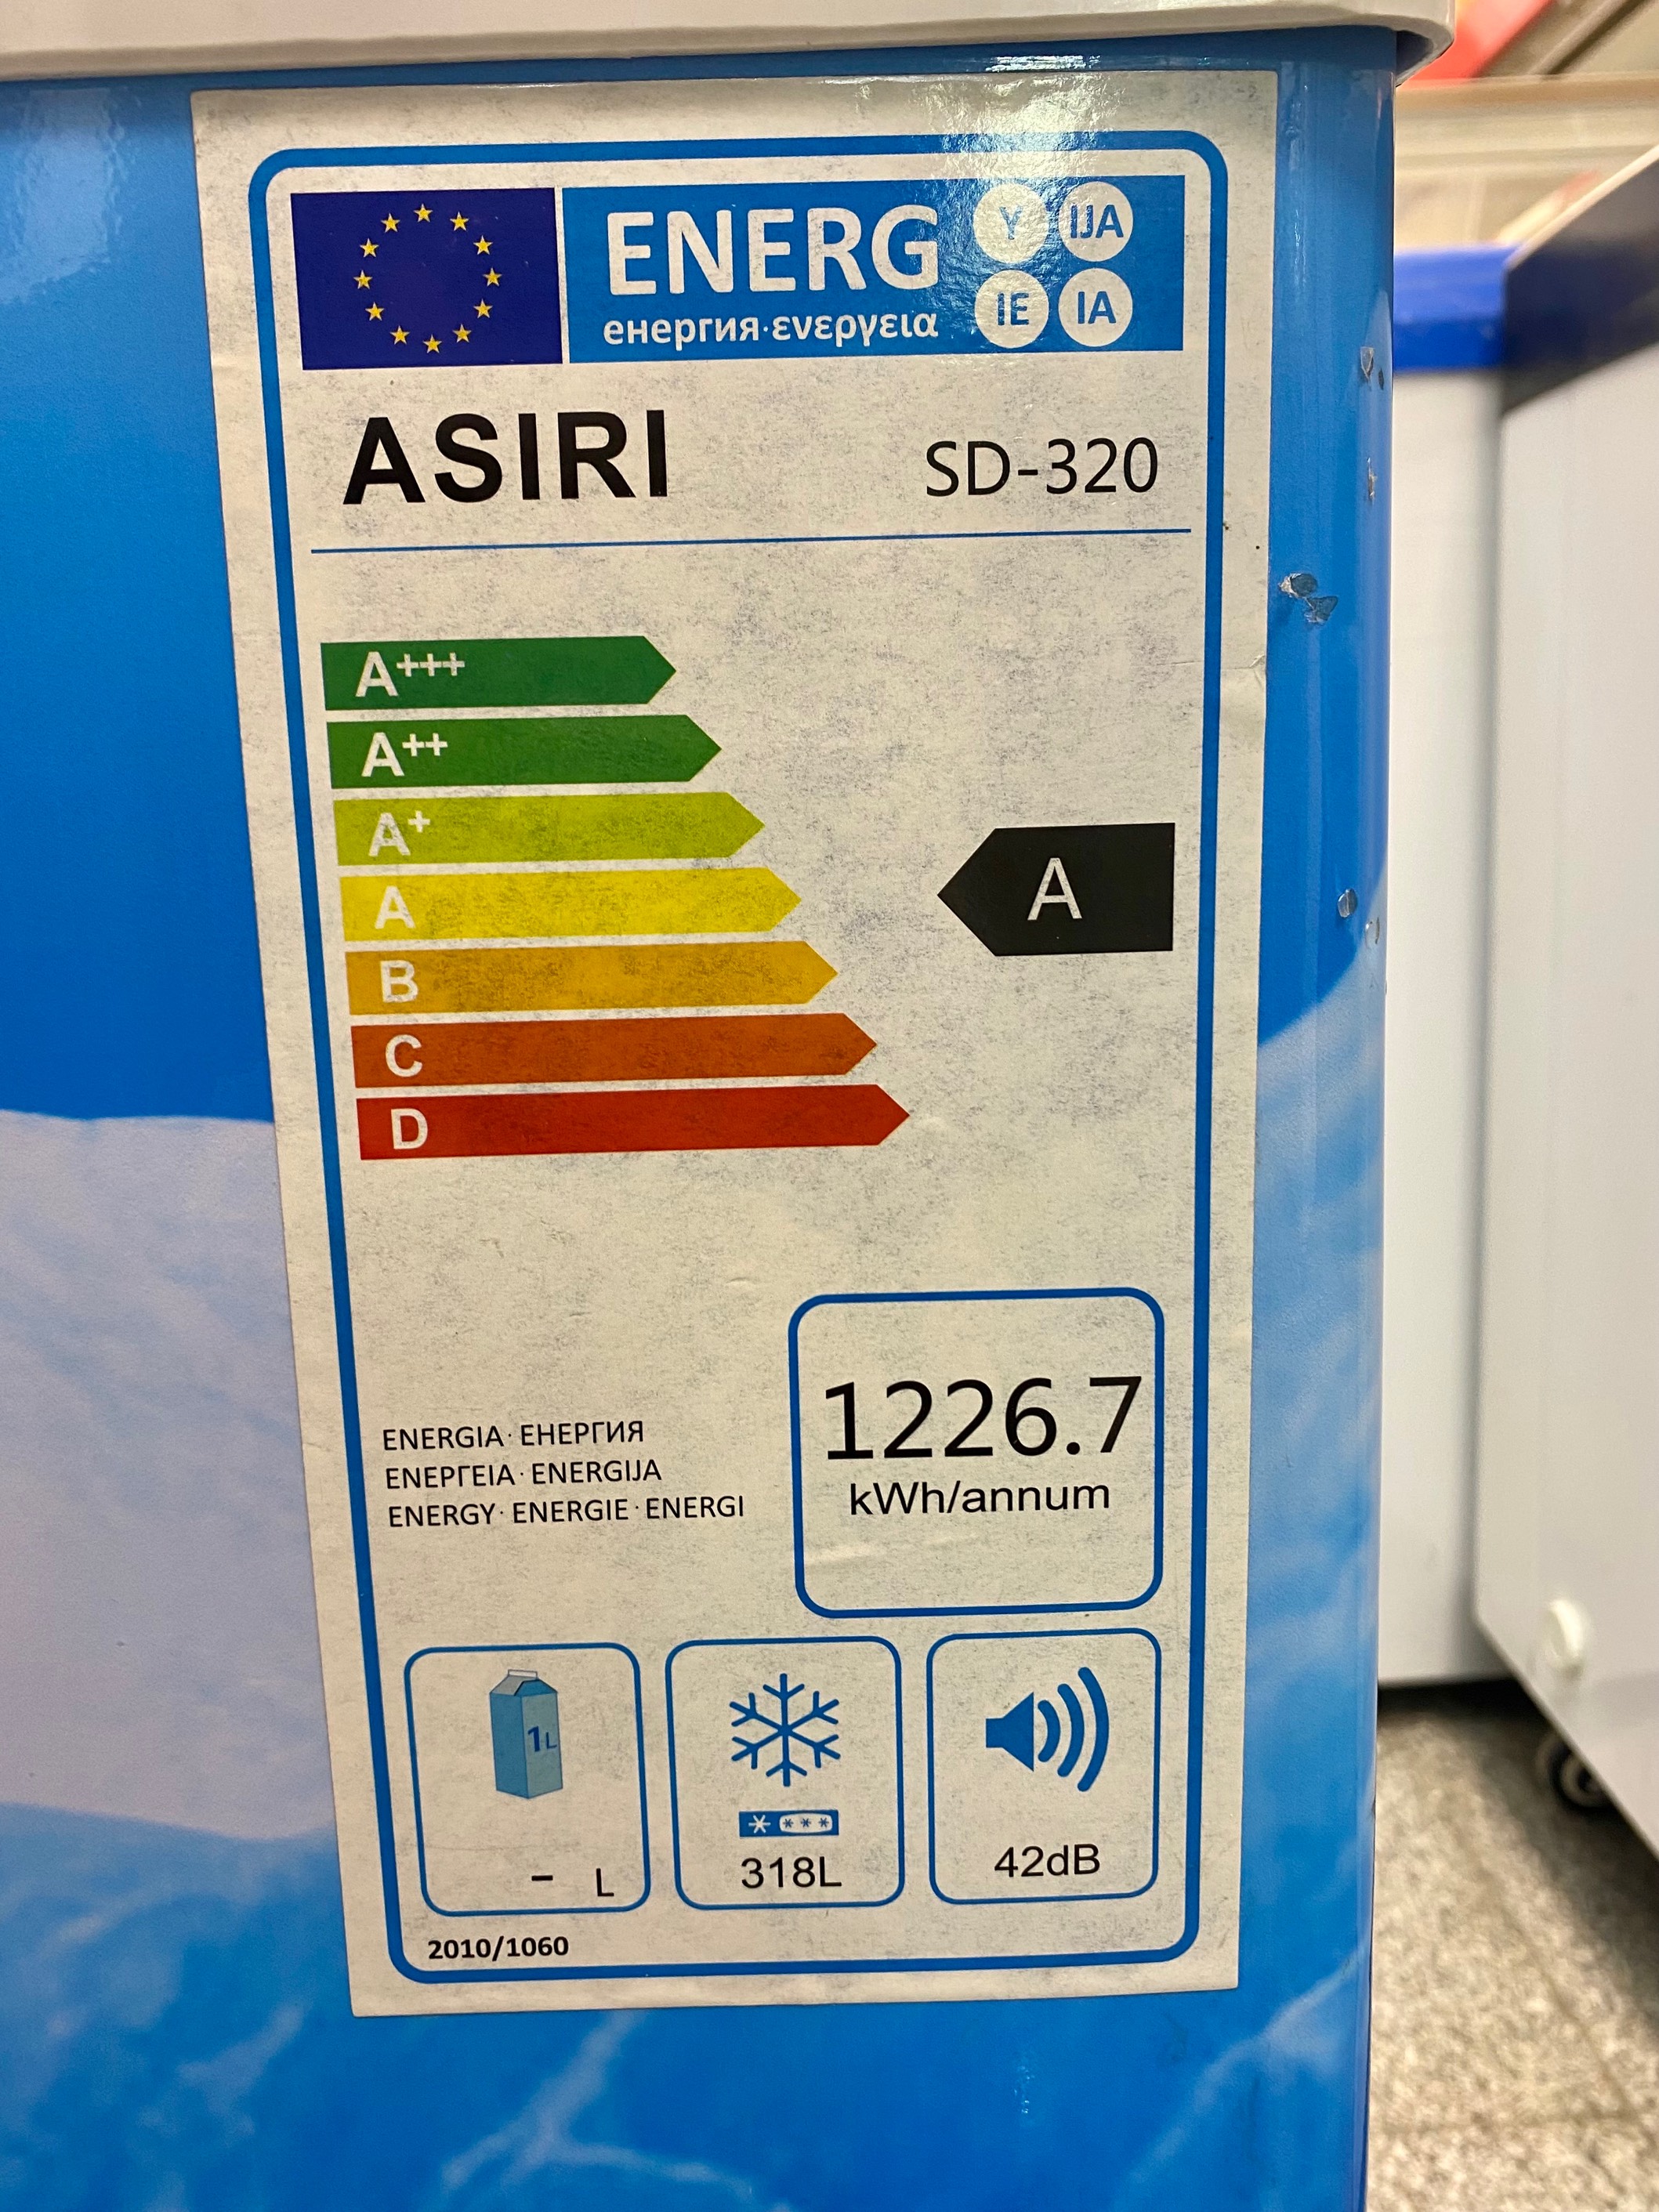 ENERG Y IJA
енергия·ενεργεια IE IA
ASIRI SD-320
A+++
A++
A+
A A
B
C
D
1226.7
kWh/annum
ENERGIA· ЕНЕРГИЯ
ΕΝΕΡΓΕΙΑ· ENERGIJA
ENERGY· ENERGIE· ENERGI
1L
- L
318L
42dB
2010/1060